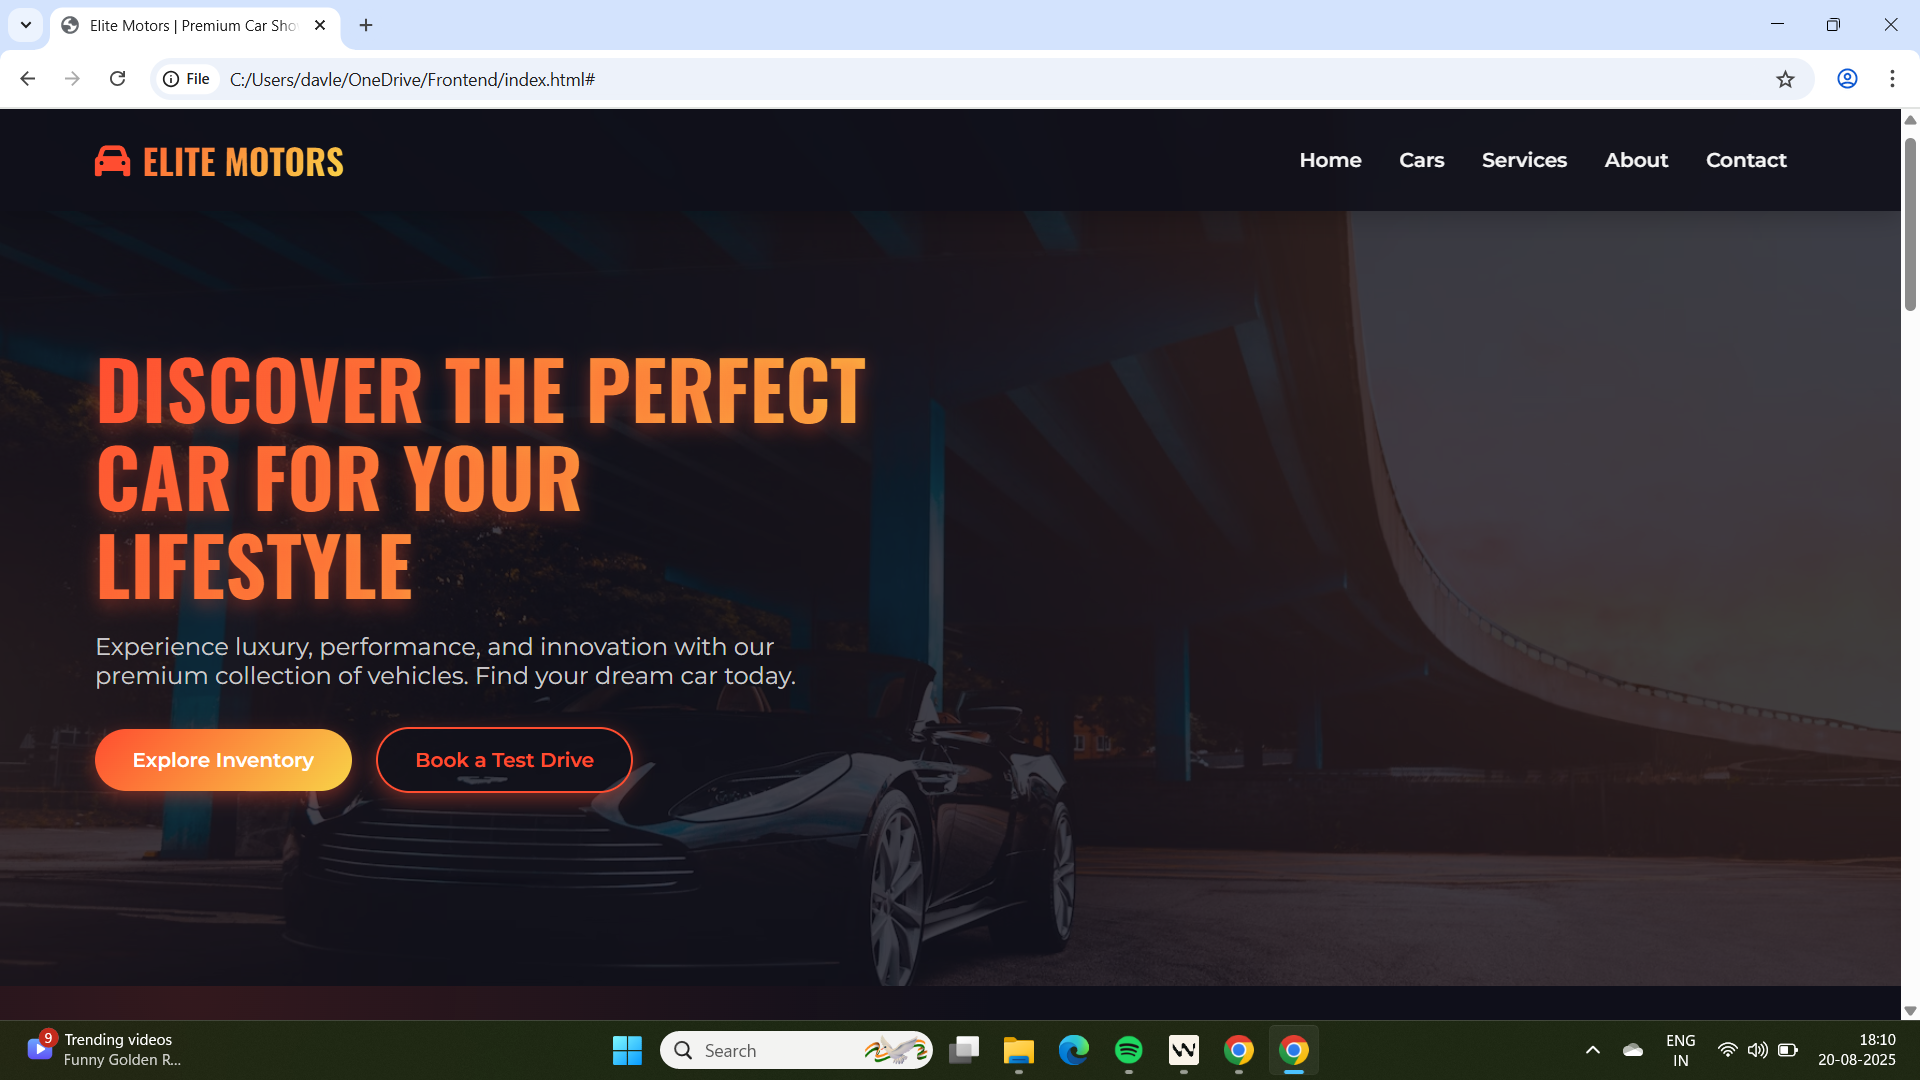 Elite Motors | Premium Car Sho
File
C:/Users/davle/OneDrive/Frontend/index.html#
ELITE MOTORS
Home
Cars
Services
About
Contact
DISCOVER THE PERFECT
CAR FOR YOUR
LIFESTYLE
Experience luxury, performance, and innovation with our
premium collection of vehicles. Find your dream car today.
Explore Inventory
Book a Test Drive
9
Trending videos
Funny Golden R...
Search
ENG
IN
18:10
20-08-2025